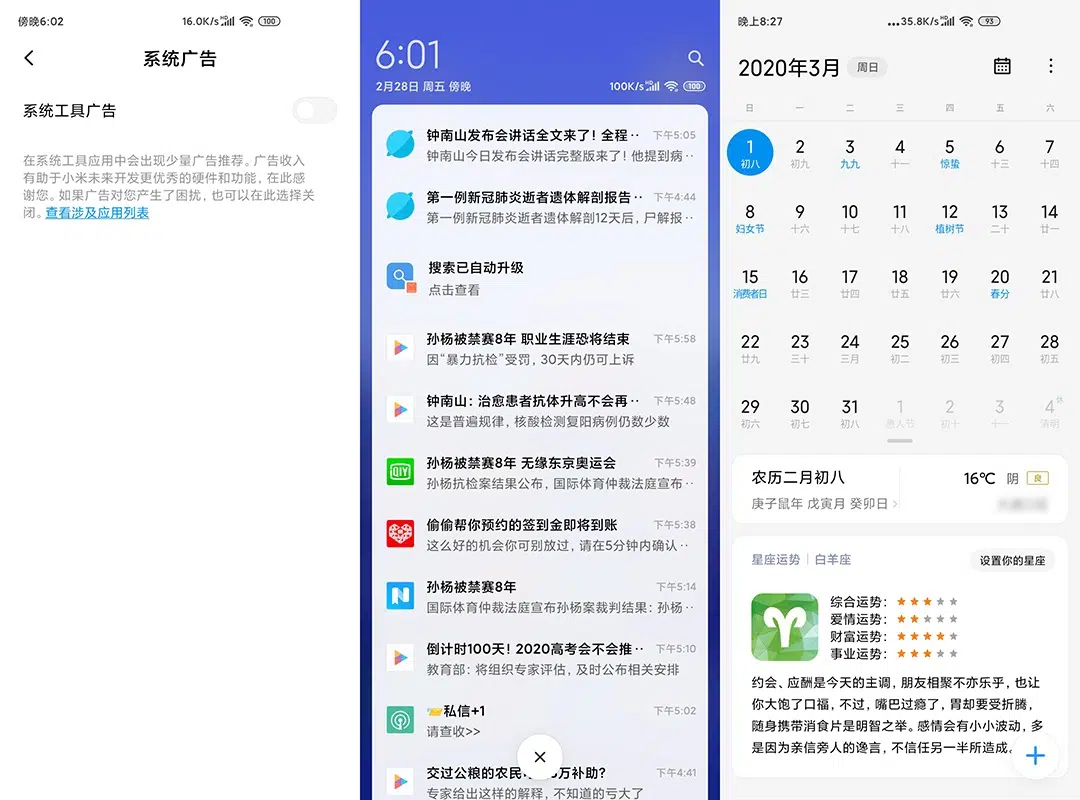 傍晚6:02
16.0K/s
100
系统广告
系统工具广告
在系统工具应用中会出现少量广告推荐。广告收入
有助于小米未来开发更优秀的硬件和功能，在此感
谢您。如果广告对您产生了困扰，也可以在此选择关
闭。查看涉及应用列表
6:01
2月28日 周五 傍晚
100K/s
100
钟南山发布会讲话全文来了！全程··
下午5:05
钟南山今日发布会讲话完整版来了！他提到病··
第一例新冠肺炎逝者遗体解剖报告··
下午4:44
第一例新冠肺炎逝者遗体解剖12天后，尸解报··
搜索已自动升级
点击查看
孙杨被禁赛8年 职业生涯恐将结束
下午5:58
因“暴力抗检”受罚，30天内仍可上诉
钟南山：治愈患者抗体升高不会再··
下午5:48
这是普遍规律，核酸检测复阳病例仍数少数
QIY
孙杨被禁赛8年 无缘东京奥运会
下午5:39
孙杨抗检案结果公布，国际体育仲裁法庭宣布··
偷偷帮你预约的签到金即将到账
下午5:38
这么好的机会你可别放过，请在5分钟内确认··
孙杨被禁赛8年
下午5:14
国际体育仲裁法庭宣布孙杨案裁判结果：孙杨··
倒计时100天！2020高考会不会推··
下午5:10
教育部：将组织专家评估，及时公布相关安排
私信+1
下午5:02
请查收>>
交过公粮的农民
万补助？
下午4:41
专家给出这样的解释，不知道的亏大了
晚上8:27
...35.8K/s
93
2020年3月 周日
日 一 二 三 四 五 六
1 2 3 4 5 6 7
初八 初九 九九 十一 惊蛰 十三 十四
8 9 10 11 12 13 14
妇女节 十六 十七 十八 植树节 二十 廿一
15 16 17 18 19 20 21
消费者日 廿三 廿四 廿五 廿六 春分 廿八
22 23 24 25 26 27 28
廿九 三十 三月 初二 初三 初四 初五
29 30 31 1 2 3 4 休
初六 初七 初八 愚人节 初十 十一 清明
农历二月初八
16℃ 阴 良
庚子鼠年 戊寅月 癸卯日 >
星座运势 | 白羊座
设置你的星座
综合运势：
爱情运势：
财富运势：
事业运势：
约会、应酬是今天的主调，朋友相聚不亦乐乎，也让
你大饱了口福，不过，嘴巴过瘾了，胃却要受折腾，
随身携带消食片是明智之举。感情会有小小波动，多
是因为亲信旁人的谗言，不信任另一半所造成。